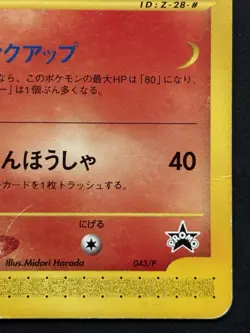 ID:Z-28-#
ンクアップ
なら、このポケモンの最大HPは「80」になり、
ー」は1個ぶん多くなる。
んほうしゃ 40
カードを1枚トラッシュする。
にげる
Illus.Midori Harada 043/P
PROMO